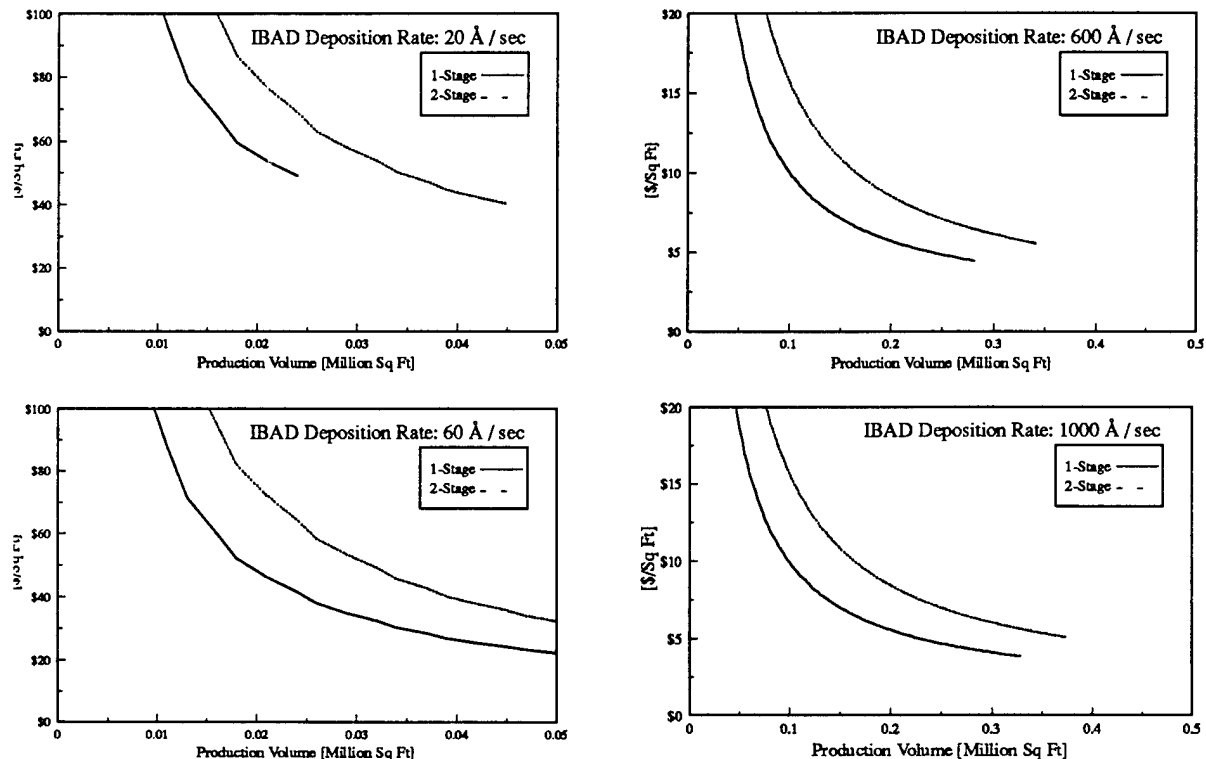 IBAD Deposition Rate: 20 Å / sec
1-Stage
2-Stage
$100
$80
$60
$40
$20
$0
0
0.01
0.02
0.03
0.04
0.05
Production Volume [Million Sq Ft]
IBAD Deposition Rate: 600 Å / sec
1-Stage
2-Stage
[$/Sq Ft]
$20
$15
$10
$5
$0
0
0.1
0.2
0.3
0.4
0.5
Production Volume [Million Sq Ft]
IBAD Deposition Rate: 60 Å / sec
1-Stage
2-Stage
$100
$80
$60
$40
$20
$0
0
0.01
0.02
0.03
0.04
0.05
Production Volume [Million Sq Ft]
IBAD Deposition Rate: 1000 Å / sec
1-Stage
2-Stage
[$/Sq Ft]
$20
$15
$10
$5
$0
0
0.1
0.2
0.3
0.4
0.5
Production Volume [Million Sq Ft]